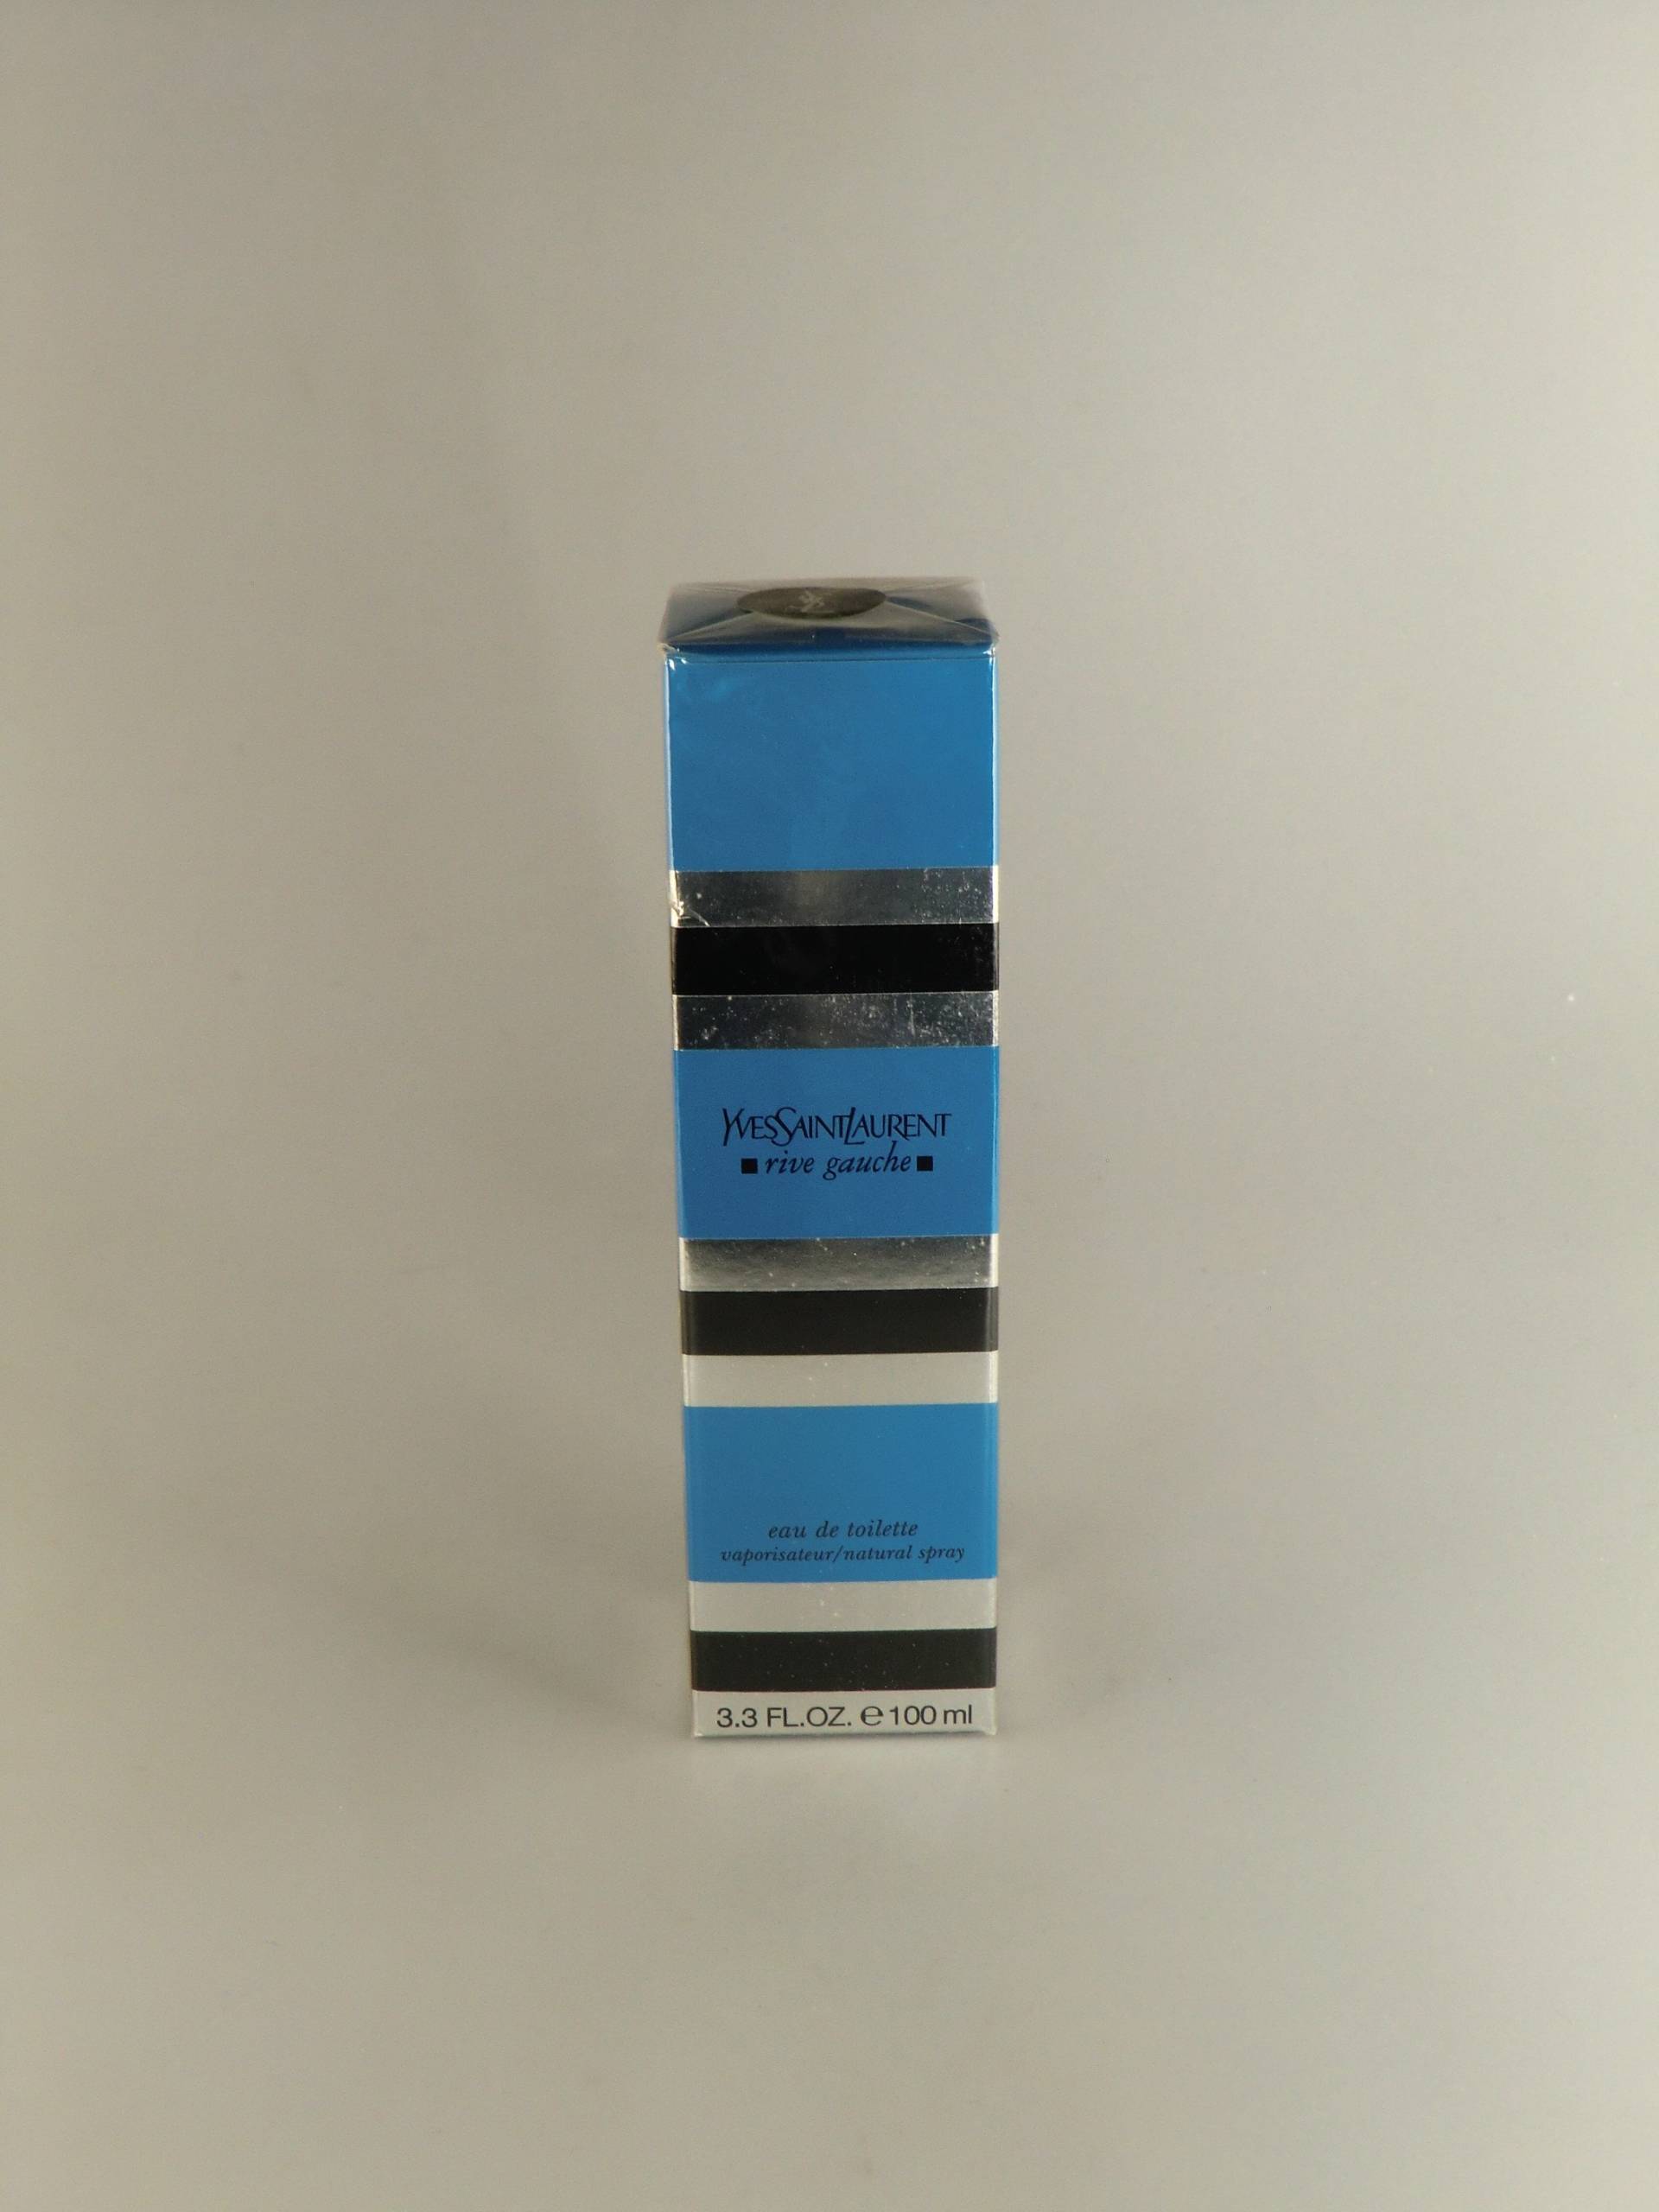 YVESSAINTLAURENT
■ rive gauche ■
eau de toilette
vaporisateur/natural spray
3.3 FL.OZ. ℮ 100 ml